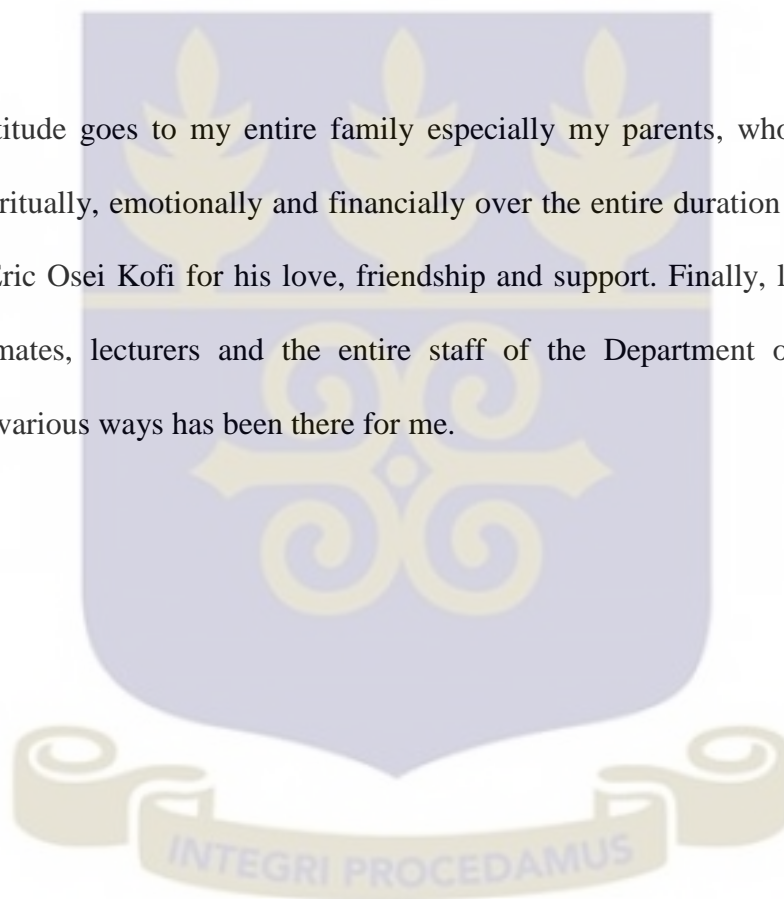 titude goes to my entire family especially my parents, who
ritually, emotionally and financially over the entire duration
Eric Osei Kofi for his love, friendship and support. Finally,
mates, lecturers and the entire staff of the Department
various ways has been there for me.
INTEGRI PROCEDAMUS